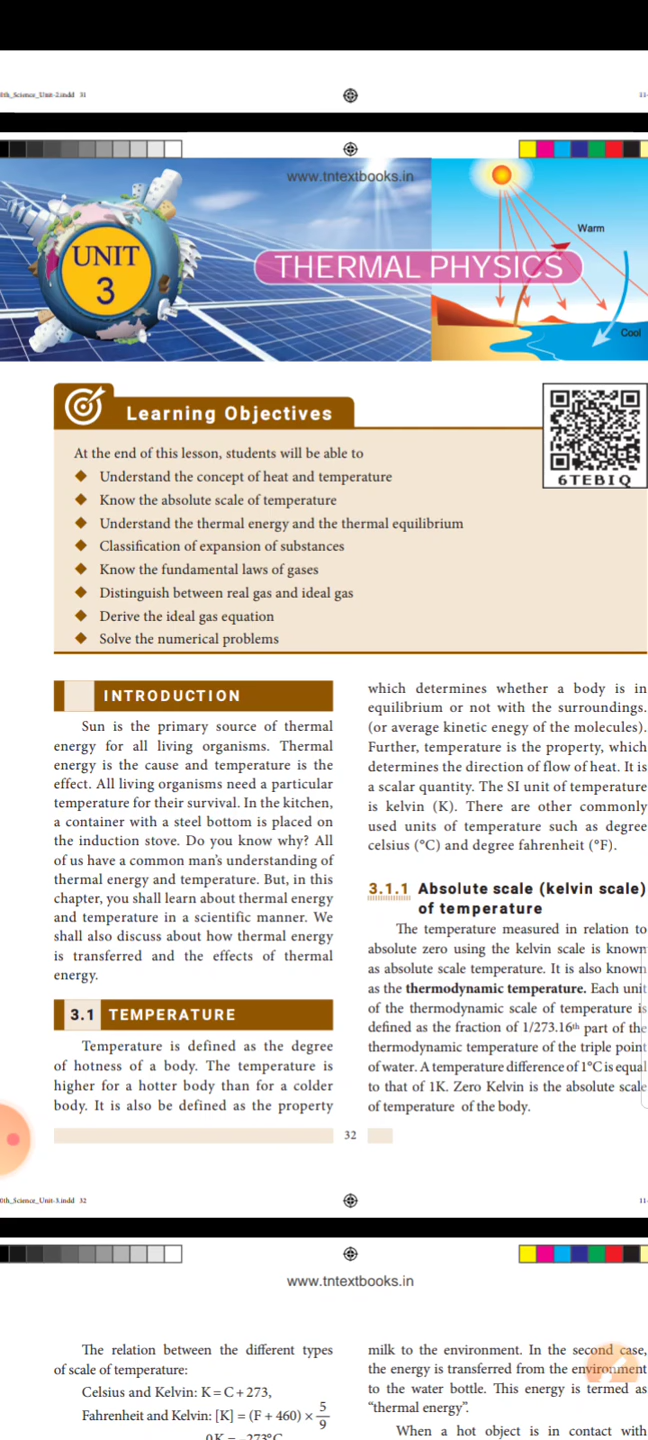 0th_Science_Unit-2.indd 31
11-
www.tntextbooks.in
UNIT
3
THERMAL PHYSICS
Warm
Cool
Learning Objectives
6TEBIQ
At the end of this lesson, students will be able to
◆ Understand the concept of heat and temperature
◆ Know the absolute scale of temperature
◆ Understand the thermal energy and the thermal equilibrium
◆ Classification of expansion of substances
◆ Know the fundamental laws of gases
◆ Distinguish between real gas and ideal gas
◆ Derive the ideal gas equation
◆ Solve the numerical problems
INTRODUCTION
Sun is the primary source of thermal
energy for all living organisms. Thermal
energy is the cause and temperature is the
effect. All living organisms need a particular
temperature for their survival. In the kitchen,
a container with a steel bottom is placed on
the induction stove. Do you know why? All
of us have a common man's understanding of
thermal energy and temperature. But, in this
chapter, you shall learn about thermal energy
and temperature in a scientific manner. We
shall also discuss about how thermal energy
is transferred and the effects of thermal
energy.
3.1 TEMPERATURE
Temperature is defined as the degree
of hotness of a body. The temperature is
higher for a hotter body than for a colder
body. It is also be defined as the property
which determines whether a body is in
equilibrium or not with the surroundings.
(or average kinetic enegy of the molecules).
Further, temperature is the property, which
determines the direction of flow of heat. It is
a scalar quantity. The SI unit of temperature
is kelvin (K). There are other commonly
used units of temperature such as degree
celsius (°C) and degree fahrenheit (°F).
3.1.1 Absolute scale (kelvin scale)
of temperature
The temperature measured in relation to
absolute zero using the kelvin scale is known
as absolute scale temperature. It is also known
as the thermodynamic temperature. Each unit
of the thermodynamic scale of temperature is
defined as the fraction of 1/273.16th part of the
thermodynamic temperature of the triple point
of water. A temperature difference of 1°C is equal
to that of 1K. Zero Kelvin is the absolute scale
of temperature of the body.
32
0th_Science_Unit-3.indd 32
11-
www.tntextbooks.in
The relation between the different types
of scale of temperature:
Celsius and Kelvin: K = C + 273,
Fahrenheit and Kelvin: [K] = (F + 460) × 5/9
0K = –273°C
milk to the environment. In the second case,
the energy is transferred from the environment
to the water bottle. This energy is termed as
"thermal energy".
When a hot object is in contact with